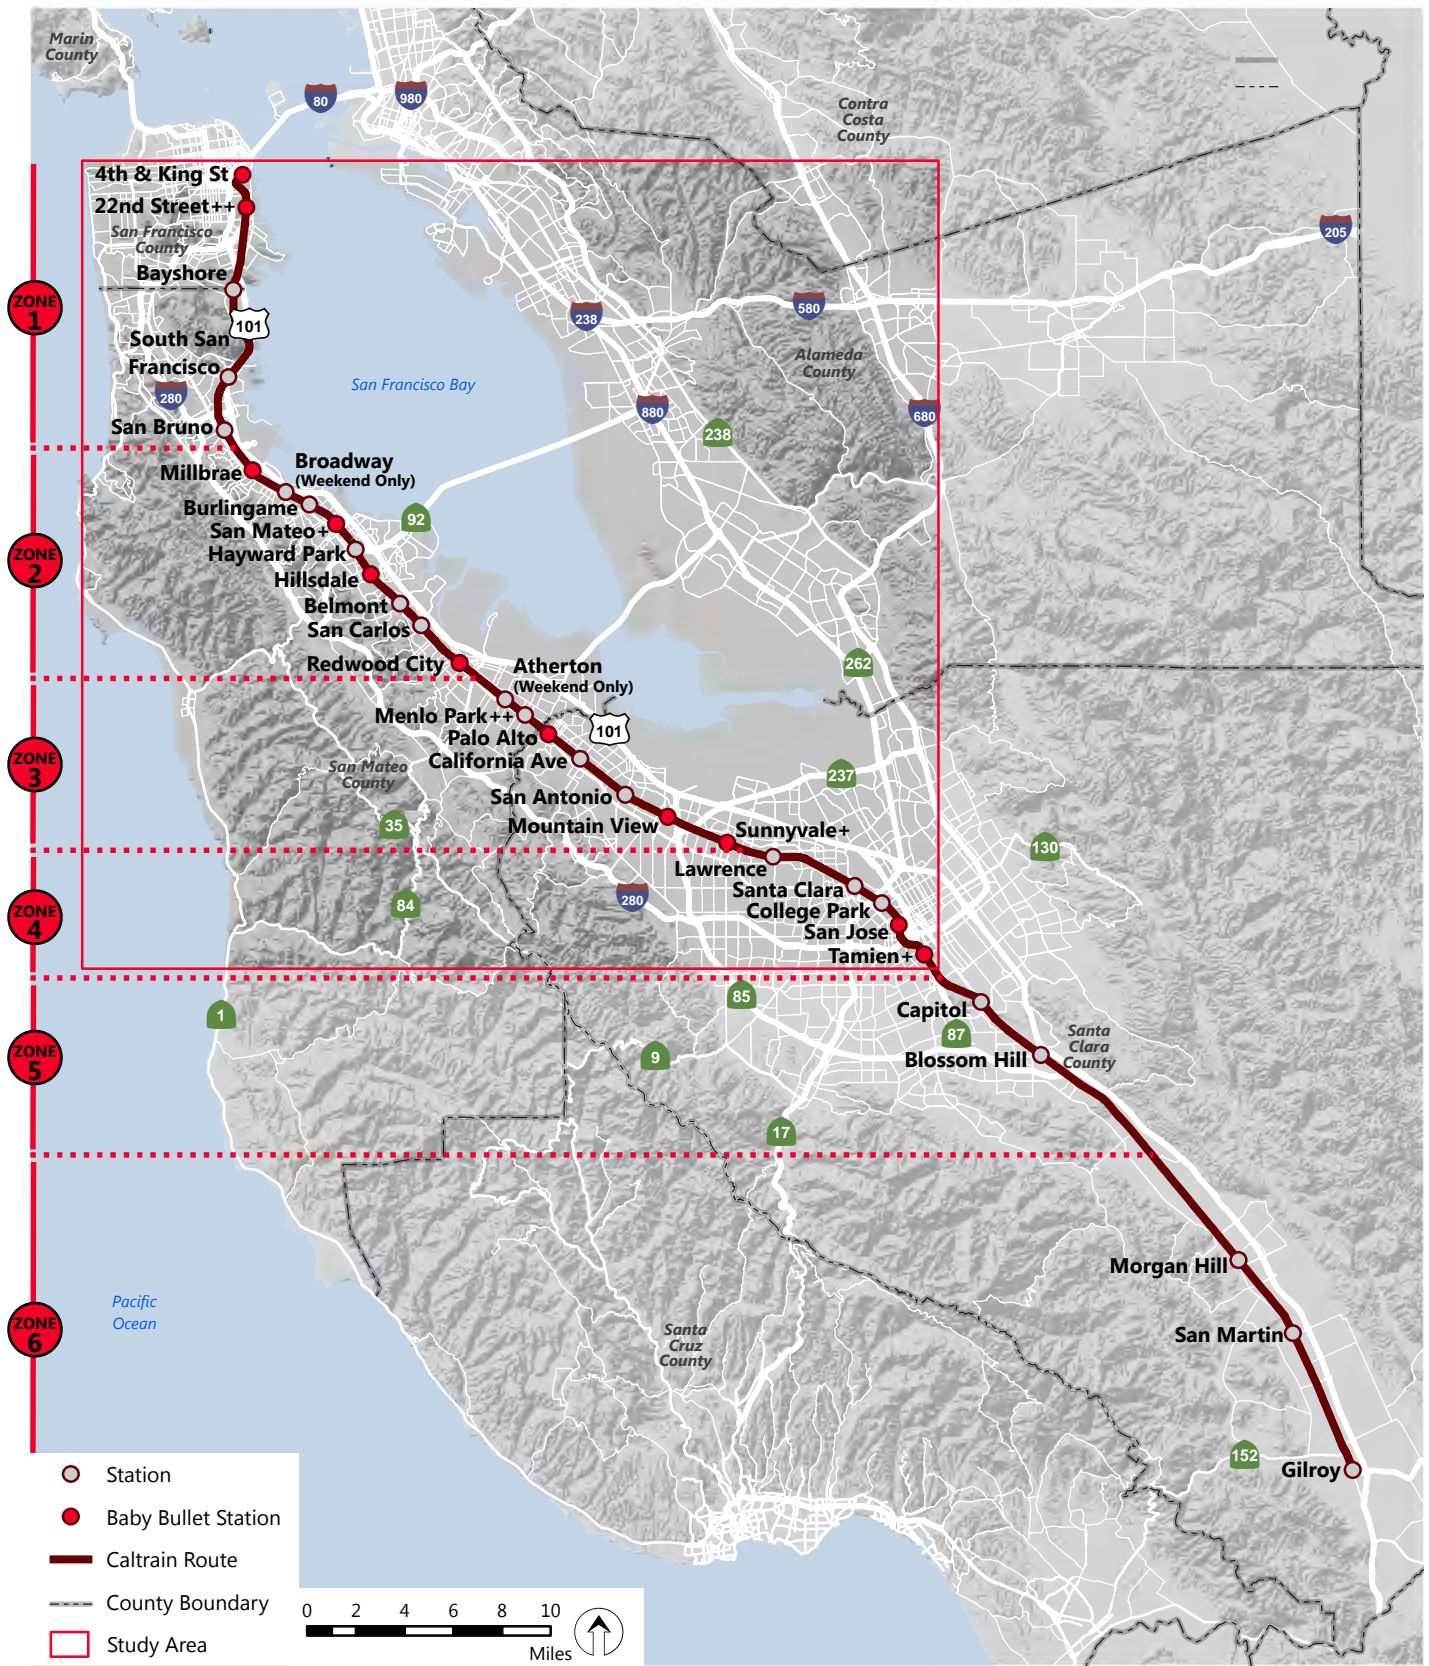 Marin
County
80
980
Contra
Costa
County
4th & King St
22nd Street++
San Francisco
County
205
Bayshore
ZONE
1
101
238
580
South San
Francisco
Alameda
County
San Francisco Bay
280
880
680
San Bruno
238
Millbrae
Broadway
(Weekend Only)
Burlingame
92
San Mateo+
Hayward Park
ZONE
2
Hillsdale
Belmont
San Carlos
Redwood City
262
Atherton
(Weekend Only)
Menlo Park++
101
Palo Alto
California Ave
ZONE
3
San Mateo
County
237
San Antonio
Mountain View
35
Sunnyvale+
130
Lawrence
Santa Clara
280
84
College Park
ZONE
4
San Jose
Tamien+
85
Capitol
1
87
Santa
Clara
County
ZONE
5
9
Blossom Hill
17
Morgan Hill
Pacific
Ocean
ZONE
6
San Martin
Santa
Cruz
County
152
Gilroy
Station
Baby Bullet Station
Caltrain Route
County Boundary
Study Area
0 2 4 6 8 10
Miles